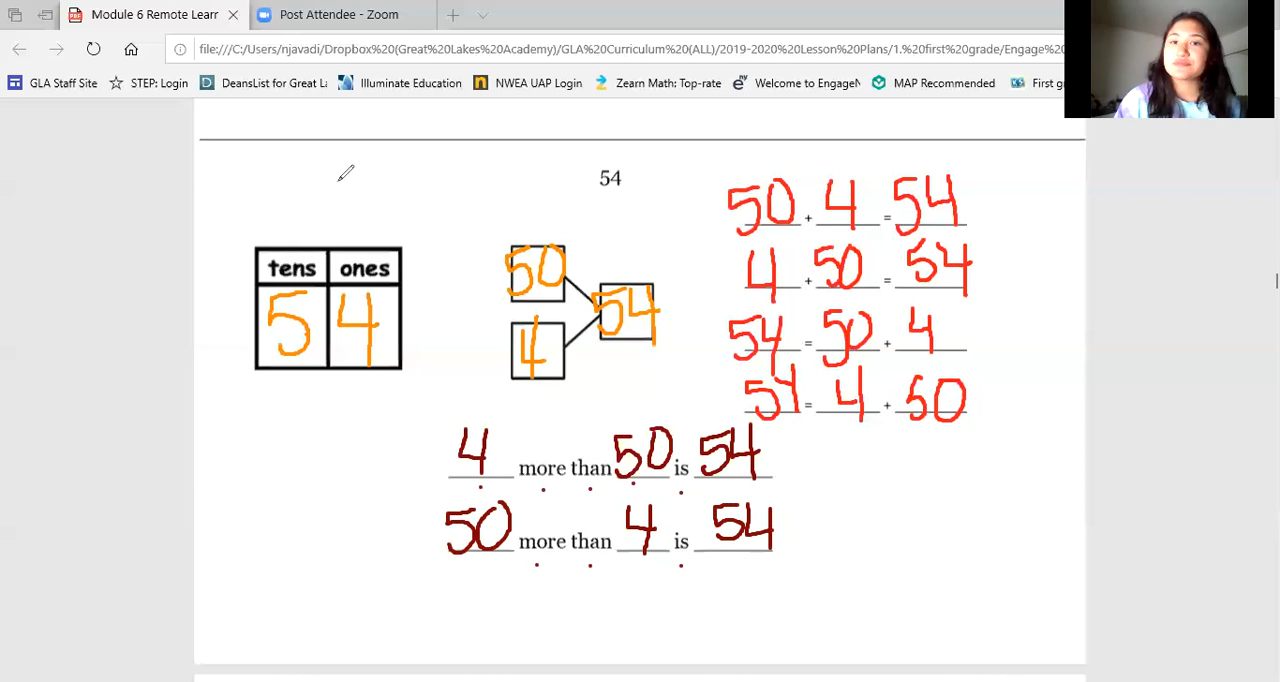 Module 6 Remote Learn
Post Attendee - Zoom
file:///C:/Users/njavadi/Dropbox%20(Great%20Lakes%20Academy)/GLA%20Curriculum%20(ALL)/2019-2020%20Lesson%20Plans/1.%20first%20grade/Engage%
GLA Staff Site
STEP: Login
DeansList for Great La
Illuminate Education
NWEA UAP Login
Zearn Math: Top-rate
Welcome to EngageN
MAP Recommended
First gr
54
tens ones
5 4
50
4
54
50 + 4 = 54
4 + 50 = 54
54 = 50 + 4
54 = 4 + 50
4 more than 50 is 54
50 more than 4 is 54